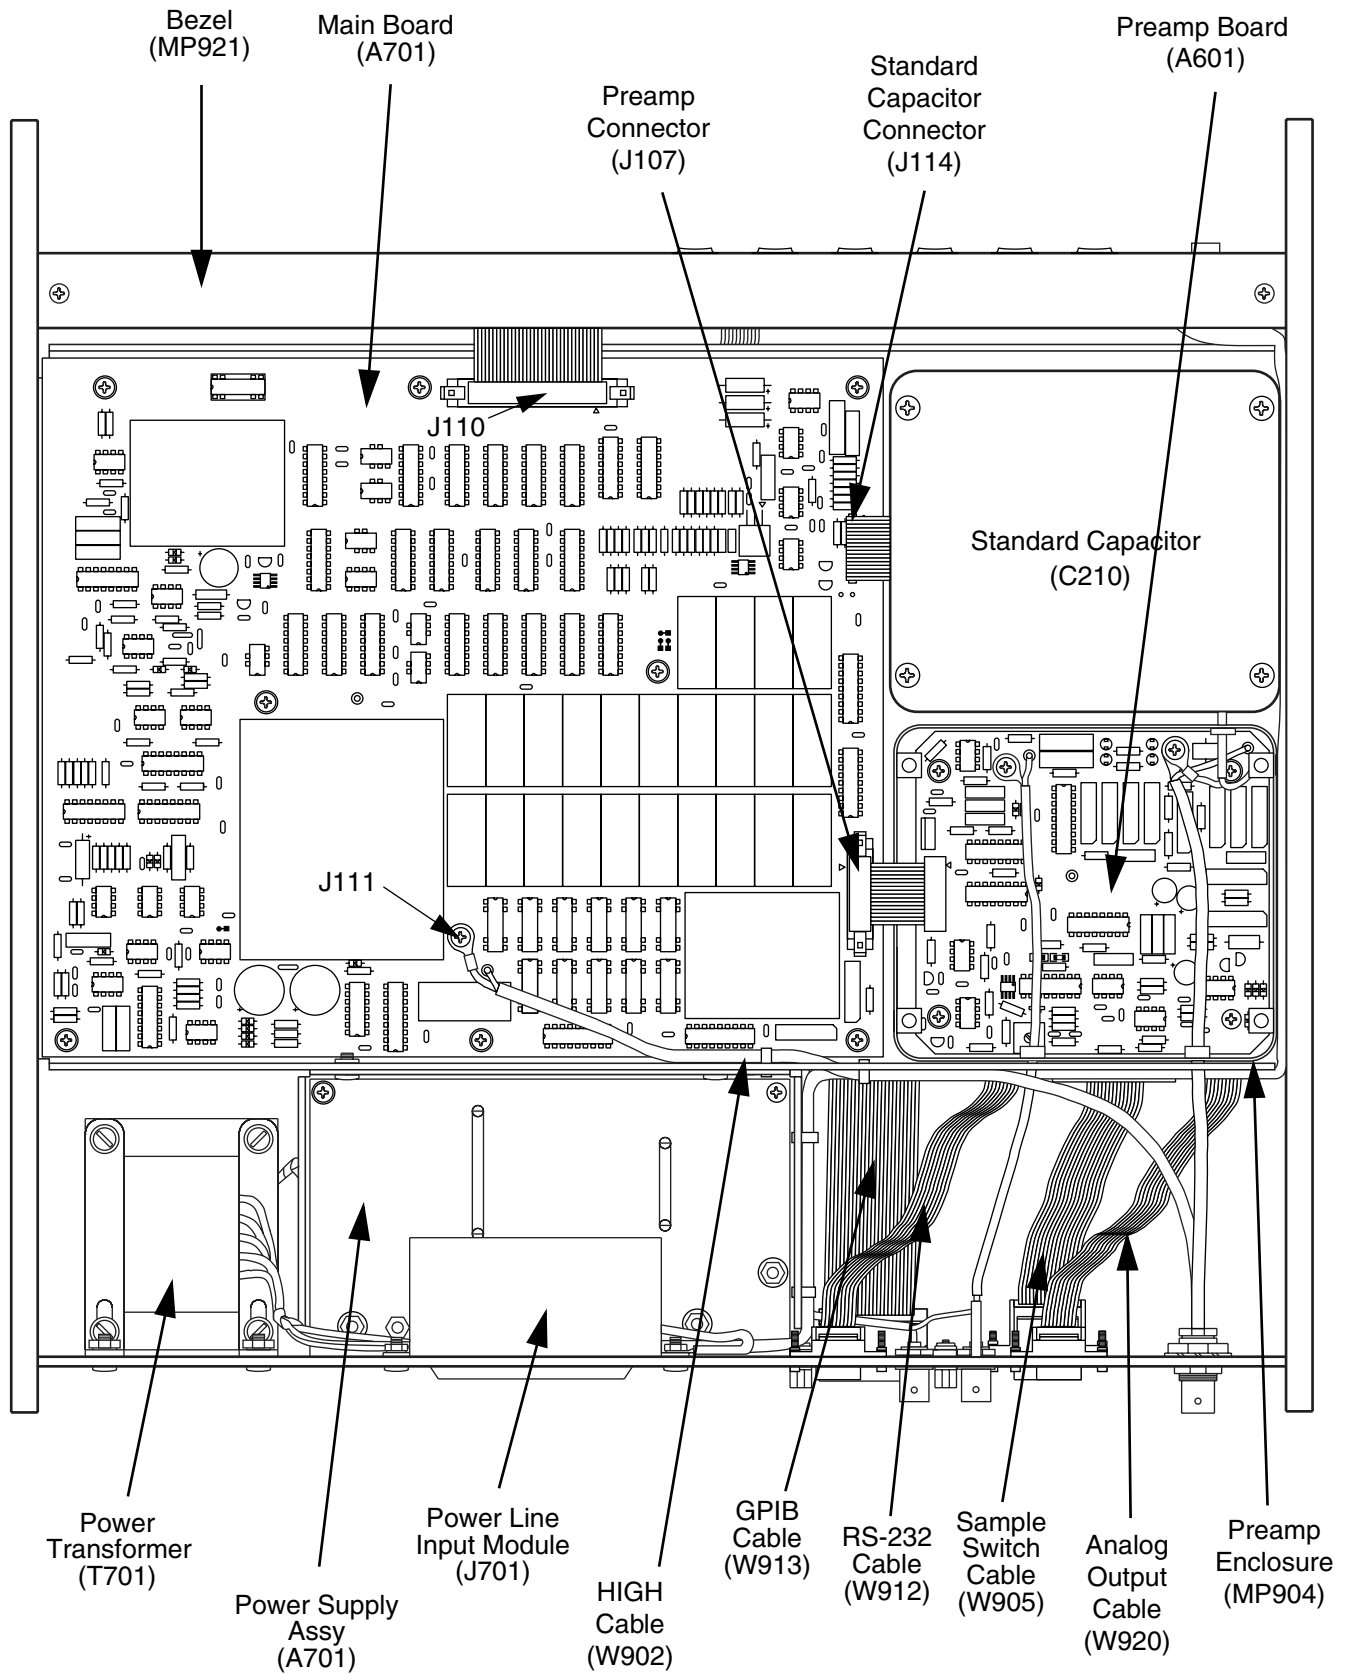 Bezel
(MP921)
Main Board
(A701)
Preamp
Connector
(J107)
Standard
Capacitor
Connector
(J114)
Preamp Board
(A601)
J110
Standard Capacitor
(C210)
J111
Power
Transformer
(T701)
Power Supply
Assy
(A701)
Power Line
Input Module
(J701)
HIGH
Cable
(W902)
GPIB
Cable
(W913)
RS-232
Cable
(W912)
Sample
Switch
Cable
(W905)
Analog
Output
Cable
(W920)
Preamp
Enclosure
(MP904)